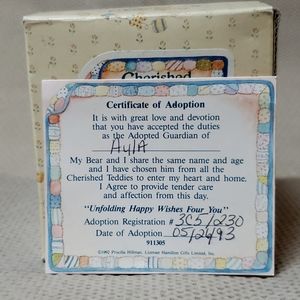 Cherished
Certificate of Adoption
It is with great love and devotion
that you have accepted the duties
as the Adopted Guardian of
AylA
My Bear and I share the same name and age
and I have chosen him from all the
Cherished Teddies to enter my heart and home.
I Agree to provide tender care
and affection from this day.
"Unfolding Happy Wishes Four You"
Adoption Registration # 3C5/230
Date of Adoption 05/24/93
911305
©1992 Priscilla Hillman, Licensee Hamilton Gifts Limited, Inc.